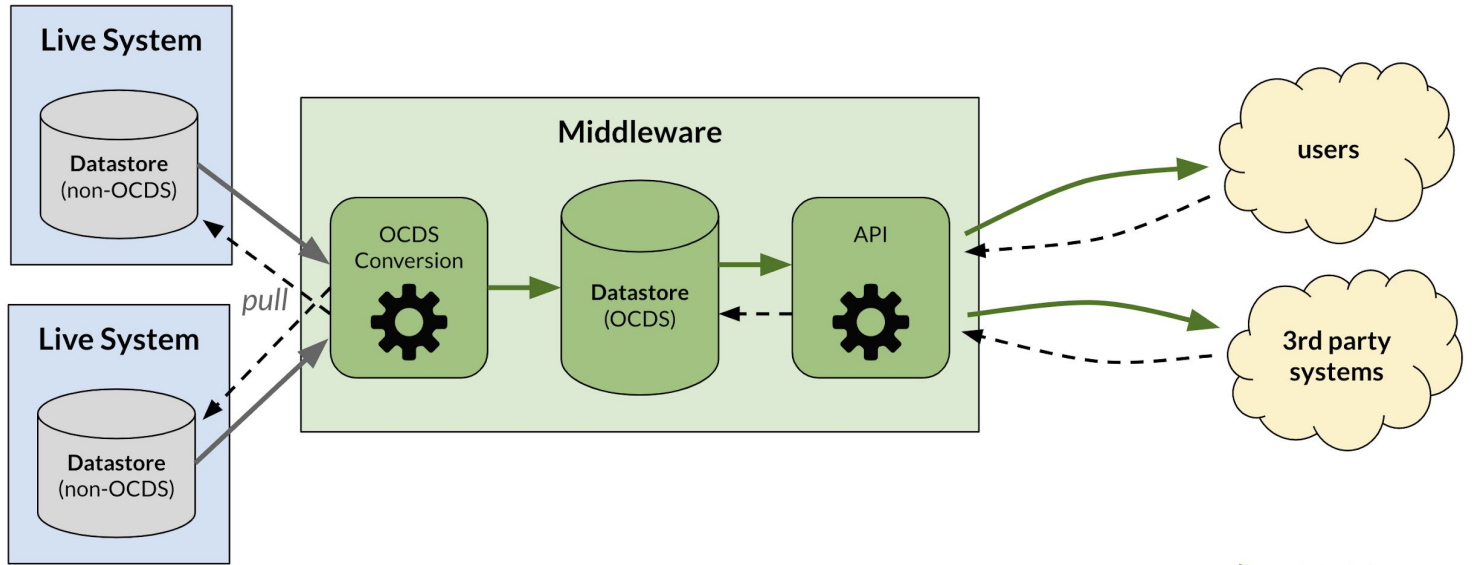 Live System
Datastore
(non-OCDS)
pull
Live System
Datastore
(non-OCDS)
Middleware
OCDS
Conversion
Datastore
(OCDS)
API
users
3rd party
systems